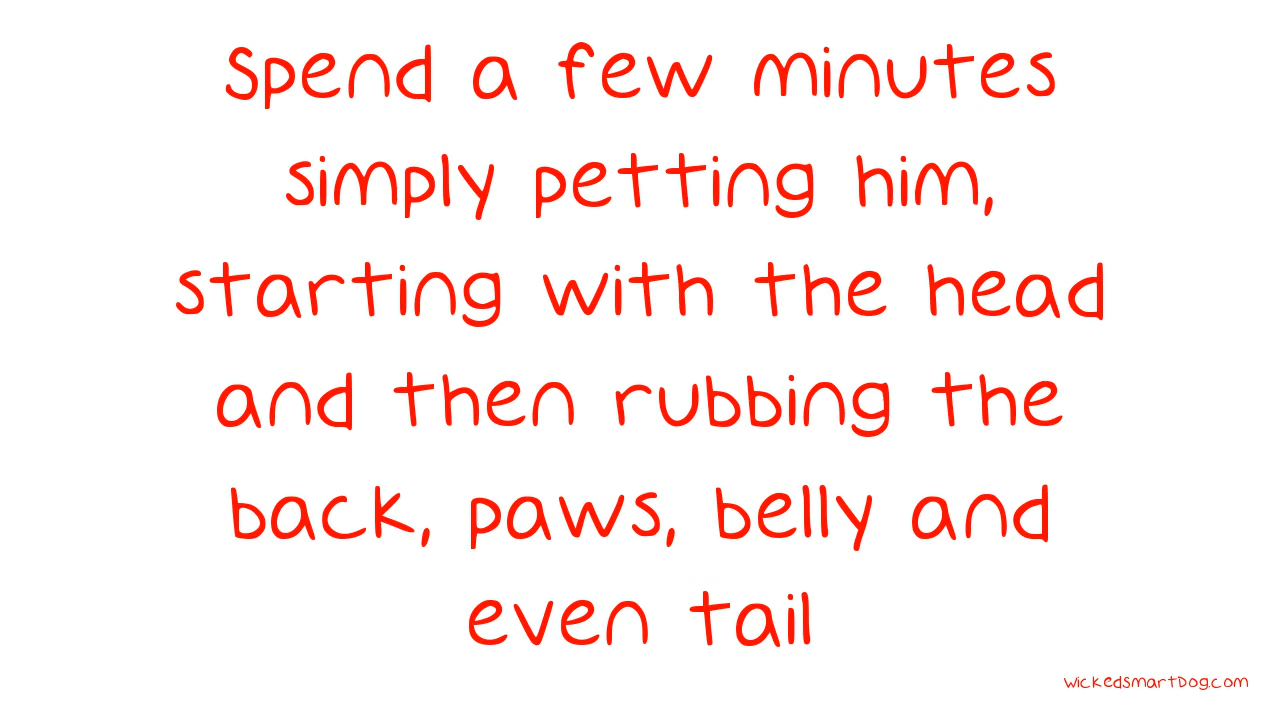 Spend a few minutes
simply petting him,
starting with the head
and then rubbing the
back, paws, belly and
even tail
wickedsmartDog.com